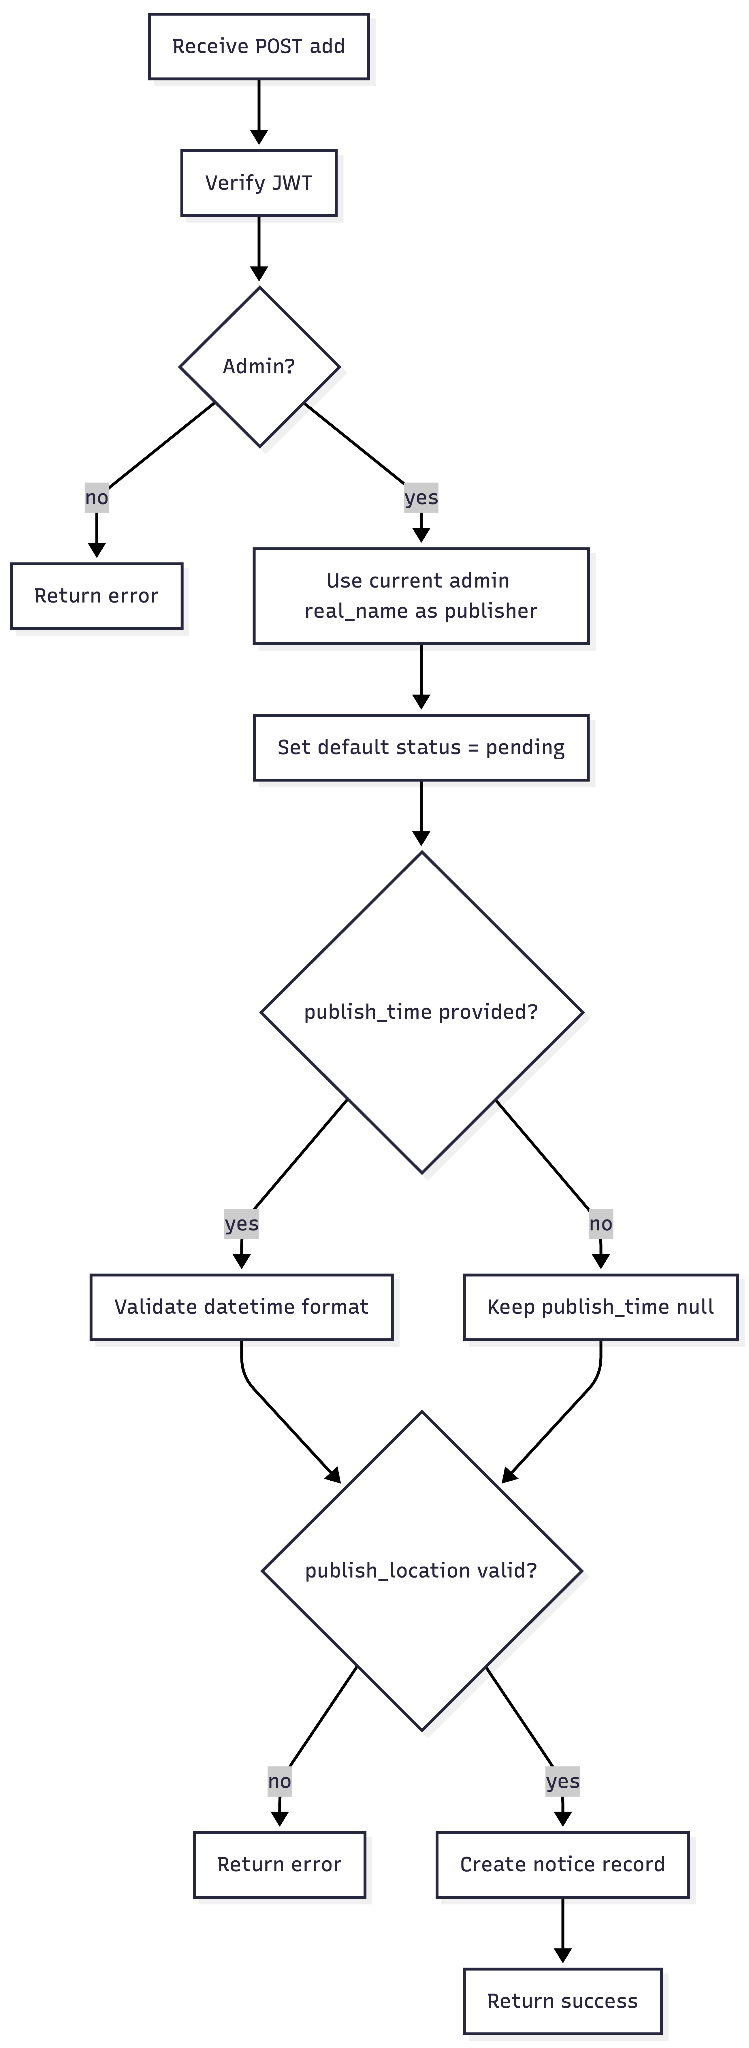 Receive POST add
Verify JWT
Admin?
no
yes
Return error
Use current admin
real_name as publisher
Set default status = pending
publish_time provided?
yes
no
Validate datetime format
Keep publish_time null
publish_location valid?
no
yes
Return error
Create notice record
Return success